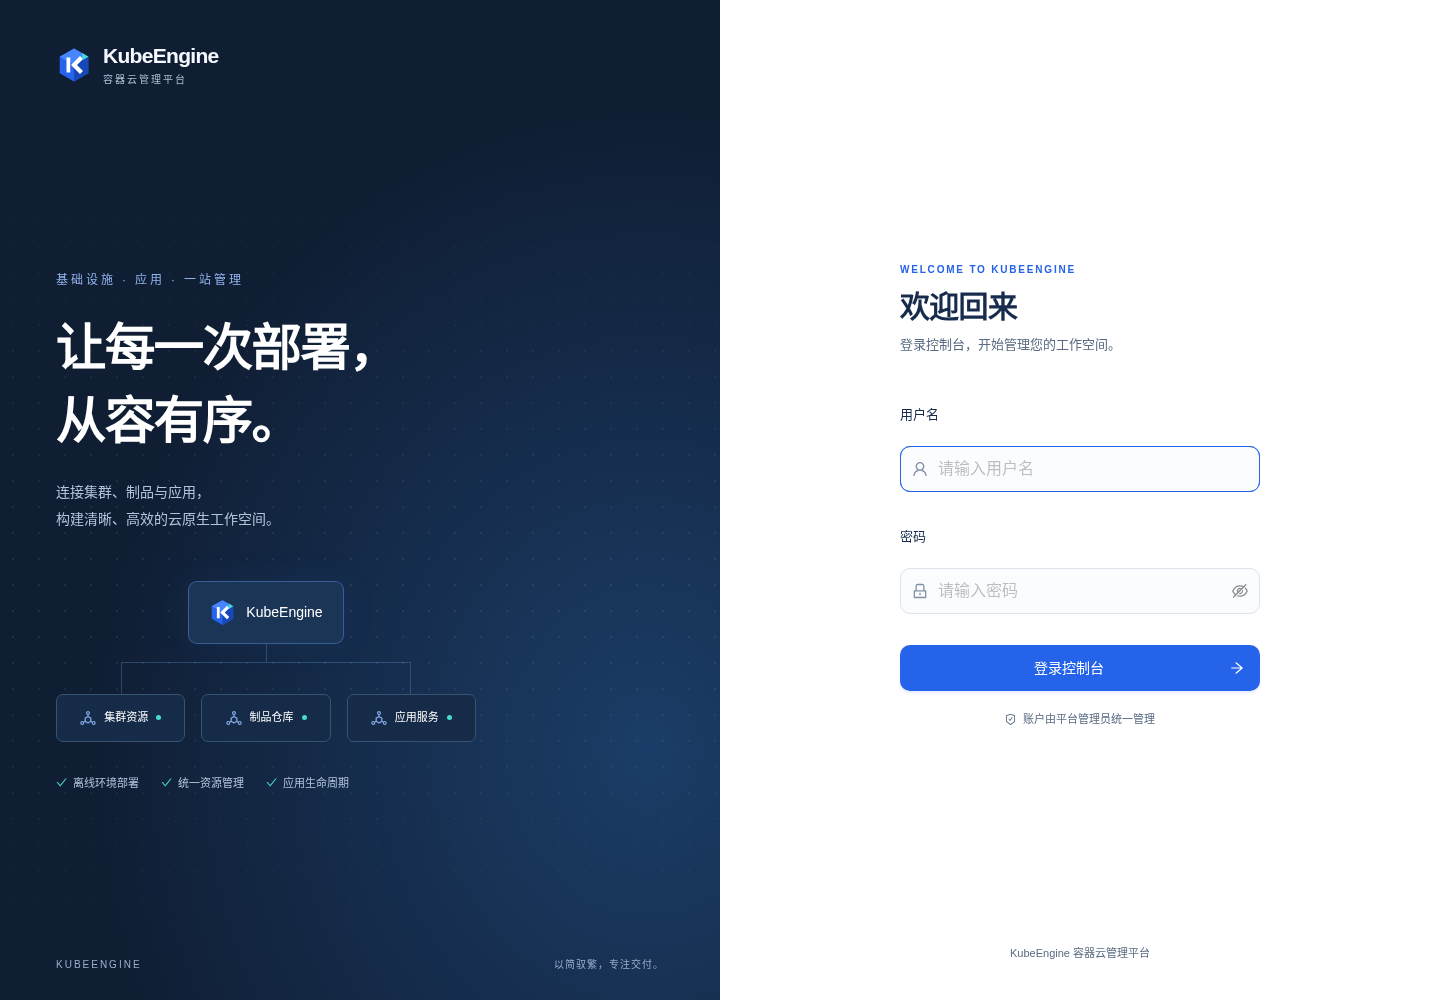 KubeEngine
容器云管理平台
基础设施 · 应用 · 一站管理
让每一次部署，
从容有序。
连接集群、制品与应用，
构建清晰、高效的云原生工作空间。
KubeEngine
集群资源
制品仓库
应用服务
离线环境部署
统一资源管理
应用生命周期
KUBEENGINE
以简驭繁，专注交付。
WELCOME TO KUBEENGINE
欢迎回来
登录控制台，开始管理您的工作空间。
用户名
请输入用户名
密码
请输入密码
登录控制台
账户由平台管理员统一管理
KubeEngine 容器云管理平台